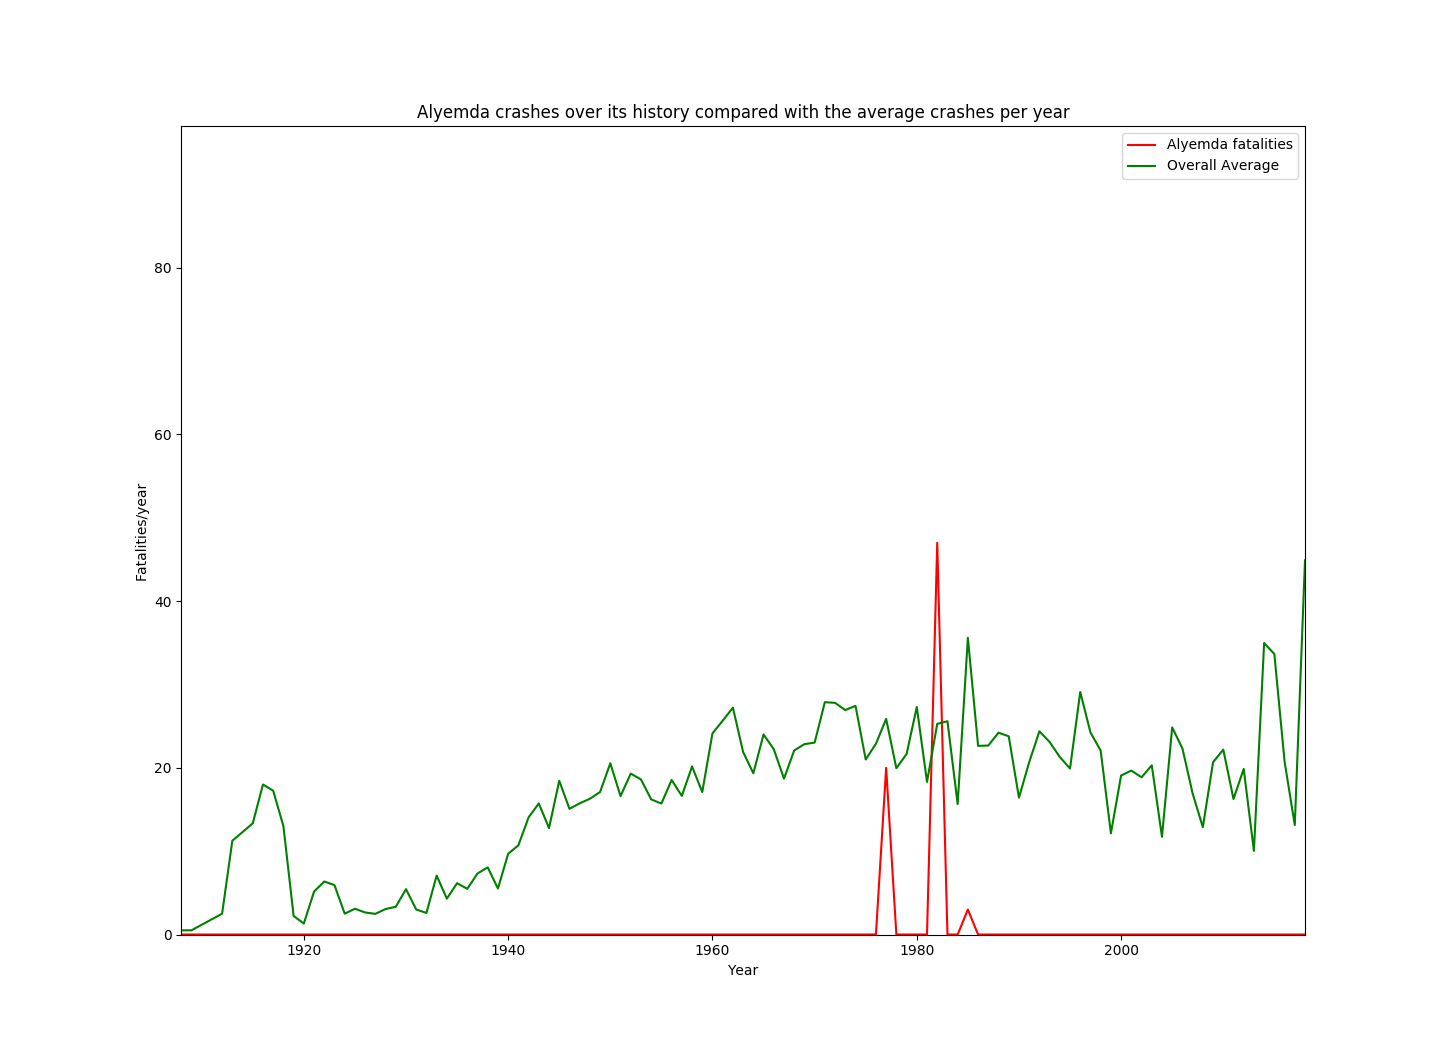 Alyemda crashes over its history compared with the average crashes per year
Alyemda fatalities
Overall Average
80
60
40
20
0
Fatalities/year
1920
1940
1960
1980
2000
Year